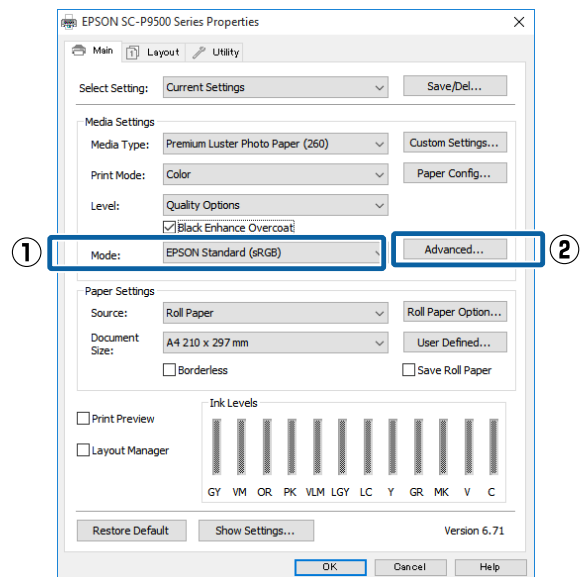 EPSON SC-P9500 Series Properties
Main Layout Utility
Select Setting: Current Settings Save/Del...
Media Settings
Media Type: Premium Luster Photo Paper (260) Custom Settings...
Print Mode: Color Paper Config...
Level: Quality Options
Black Enhance Overcoat
① Mode: EPSON Standard (sRGB) Advanced... ②
Paper Settings
Source: Roll Paper Roll Paper Option...
Document Size: A4 210 x 297 mm User Defined...
Borderless Save Roll Paper
Ink Levels
Print Preview
Layout Manager
GY VM OR PK VLM LGY LC Y GR MK V C
Restore Default Show Settings... Version 6.71
OK Cancel Help